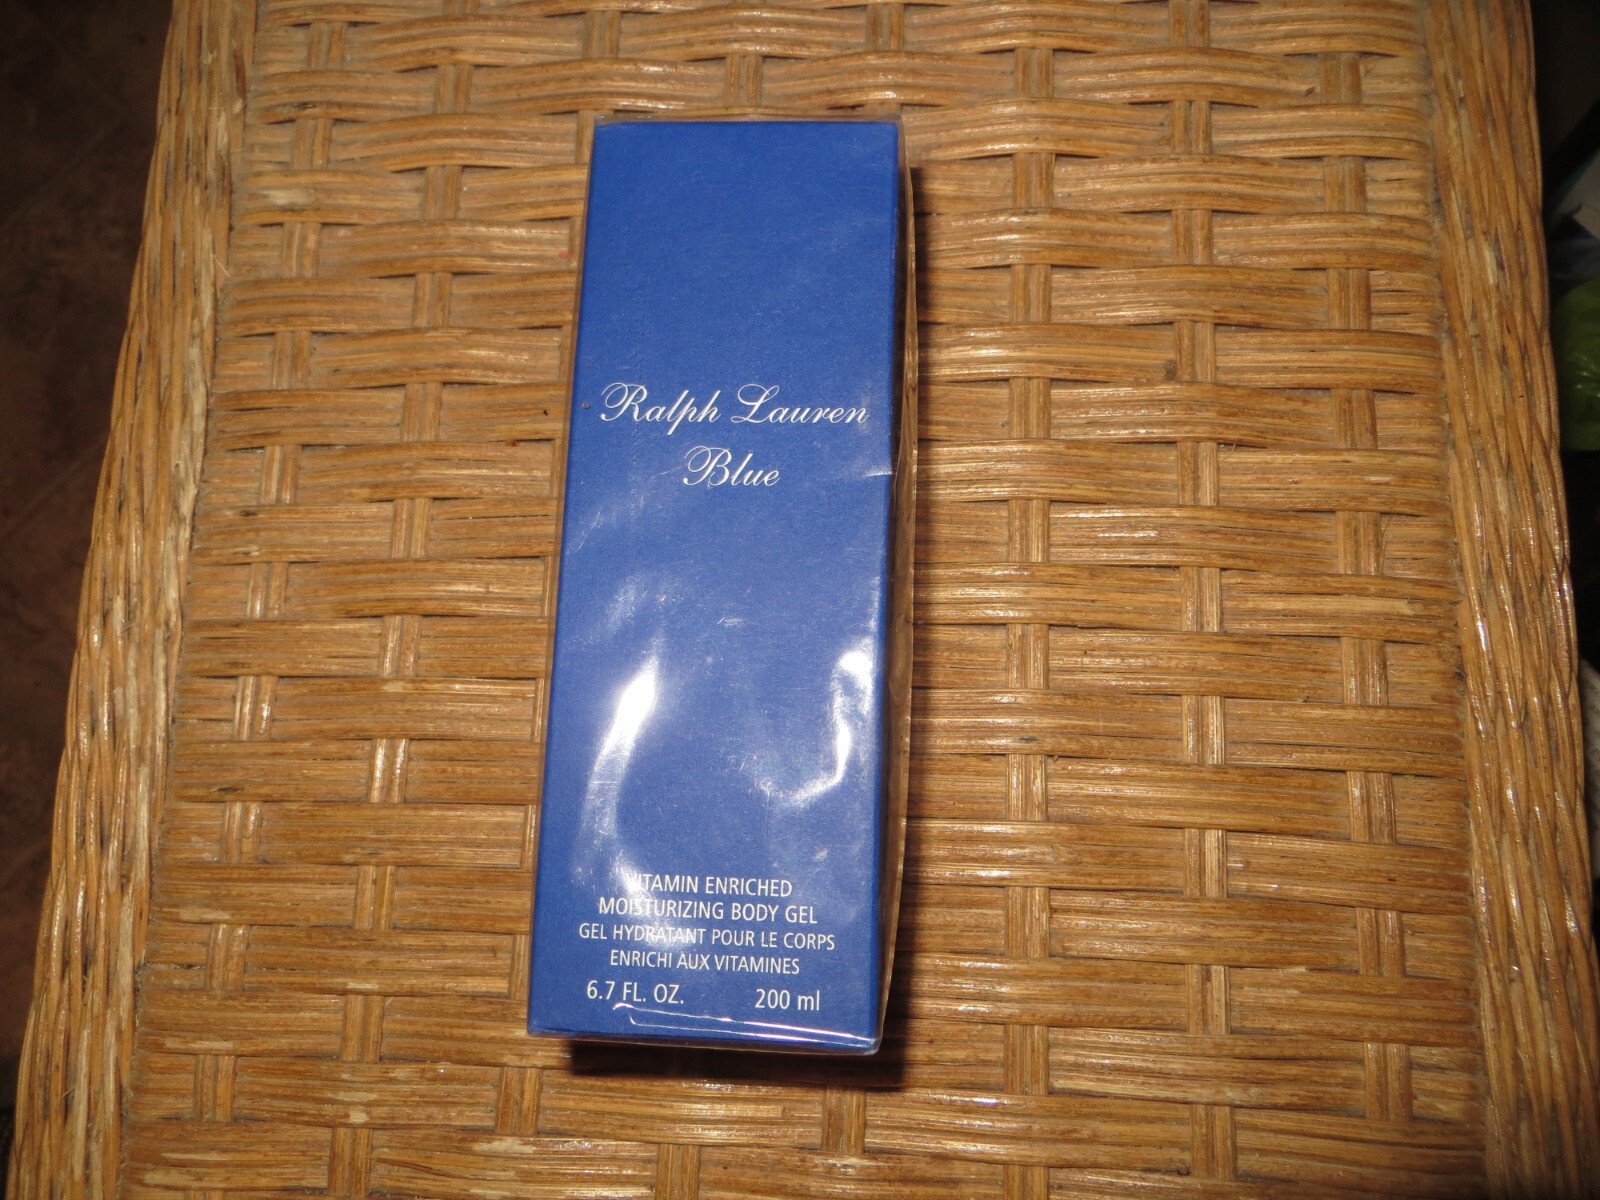 Ralph Lauren
Blue
VITAMIN ENRICHED
MOISTURIZING BODY GEL
GEL HYDRATANT POUR LE CORPS
ENRICHI AUX VITAMINES
6.7 FL. OZ. 200 ml